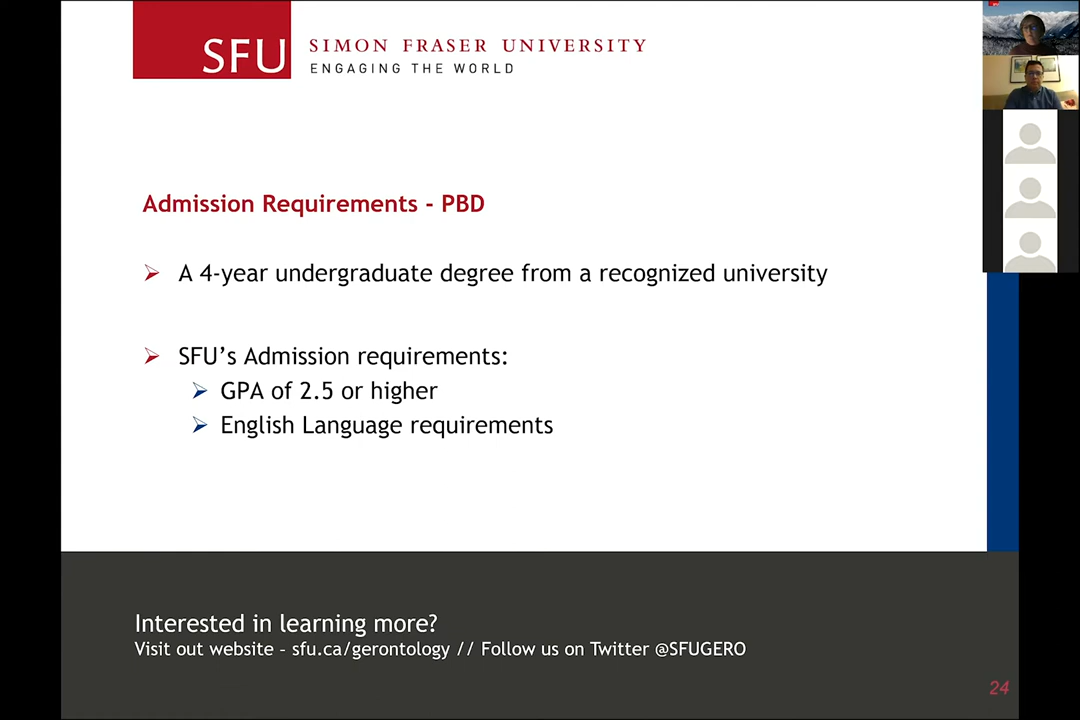 SFU
SIMON FRASER UNIVERSITY
ENGAGING THE WORLD
Admission Requirements - PBD
A 4-year undergraduate degree from a recognized university
SFU’s Admission requirements:
GPA of 2.5 or higher
English Language requirements
Interested in learning more?
Visit out website - sfu.ca/gerontology // Follow us on Twitter @SFUGERO
24